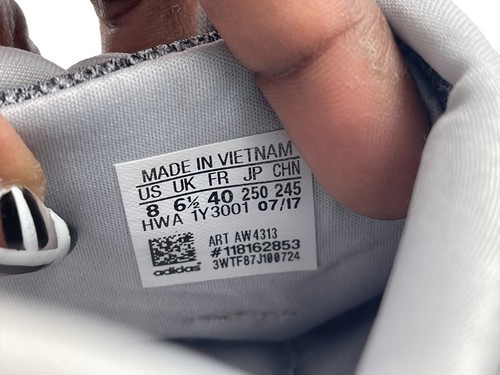 MADE IN VIETNAM
US UK FR JP CHN
8 6½ 40 250 245
HWA 1Y3001 07/17
ART AW4313
#118162853
3WTF87J100724
adidas